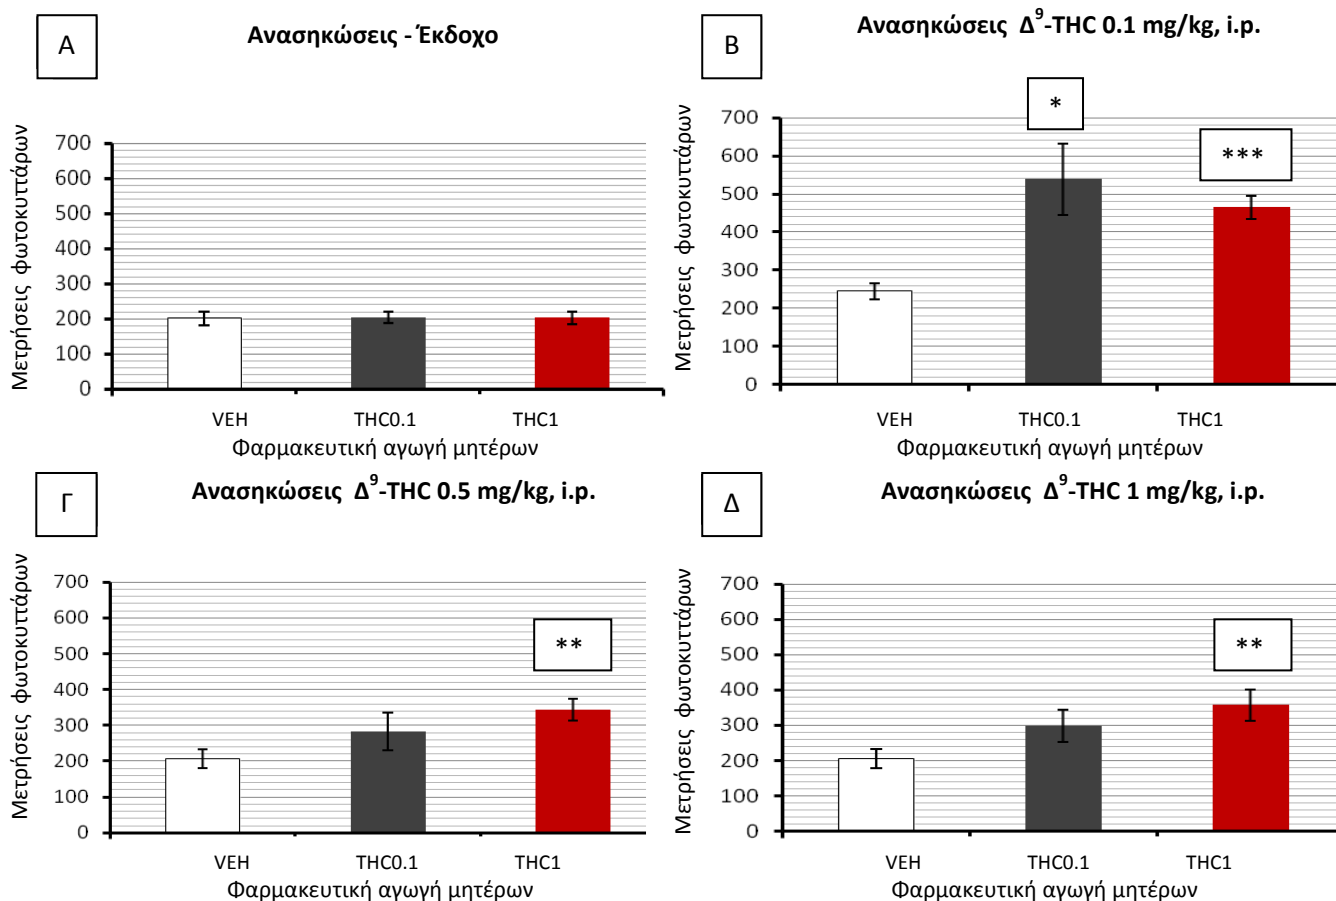 Α
Ανασηκώσεις - Έκδοχο
Μετρήσεις φωτοκυττάρων
700
600
500
400
300
200
100
0
VEH THC0.1 THC1
Φαρμακευτική αγωγή μητέρων
Β
Ανασηκώσεις Δ⁹-THC 0.1 mg/kg, i.p.
Μετρήσεις φωτοκυττάρων
*
***
700
600
500
400
300
200
100
0
VEH THC0.1 THC1
Φαρμακευτική αγωγή μητέρων
Γ
Ανασηκώσεις Δ⁹-THC 0.5 mg/kg, i.p.
Μετρήσεις φωτοκυττάρων
**
700
600
500
400
300
200
100
0
VEH THC0.1 THC1
Φαρμακευτική αγωγή μητέρων
Δ
Ανασηκώσεις Δ⁹-THC 1 mg/kg, i.p.
Μετρήσεις φωτοκυττάρων
**
700
600
500
400
300
200
100
0
VEH THC0.1 THC1
Φαρμακευτική αγωγή μητέρων